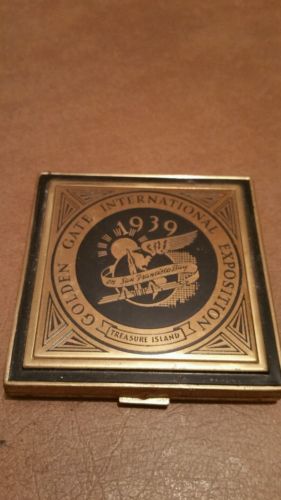 GOLDEN GATE INTERNATIONAL EXPOSITION
1939
On San Francisco Bay
TREASURE ISLAND